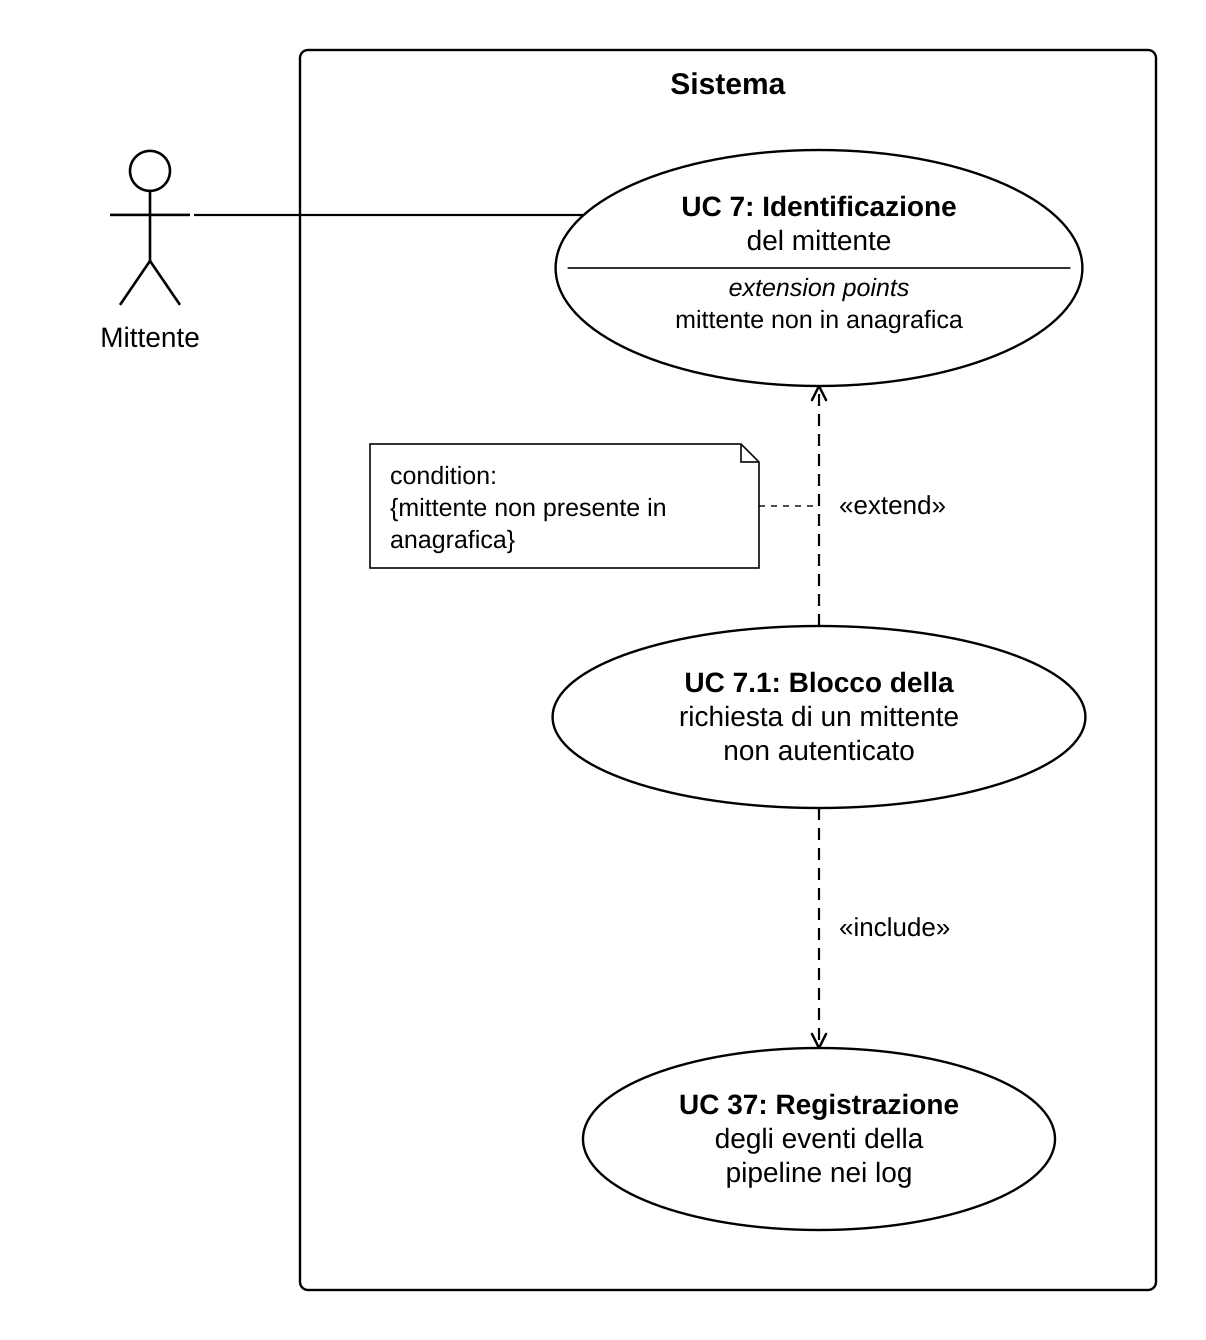 Sistema
UC 7: Identificazione
del mittente
extension points
mittente non in anagrafica
Mittente
condition:
{mittente non presente in
anagrafica}
«extend»
UC 7.1: Blocco della
richiesta di un mittente
non autenticato
«include»
UC 37: Registrazione
degli eventi della
pipeline nei log